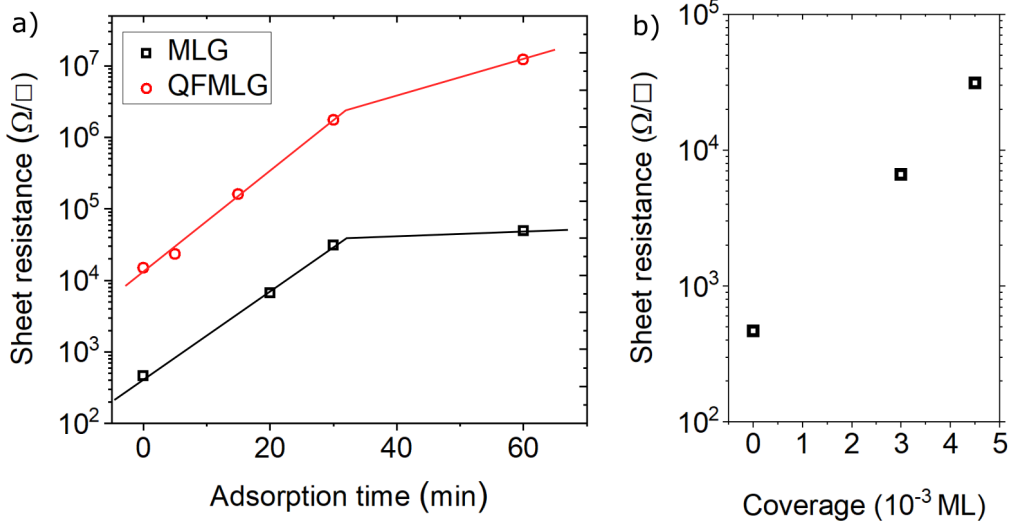 a)
MLG
QFMLG
10⁷
10⁶
10⁵
10⁴
10³
10²
Sheet resistance (Ω/□)
0
20
40
60
Adsorption time (min)
b)
10⁵
10⁴
10³
10²
Sheet resistance (Ω/□)
0
1
2
3
4
5
Coverage (10⁻³ ML)